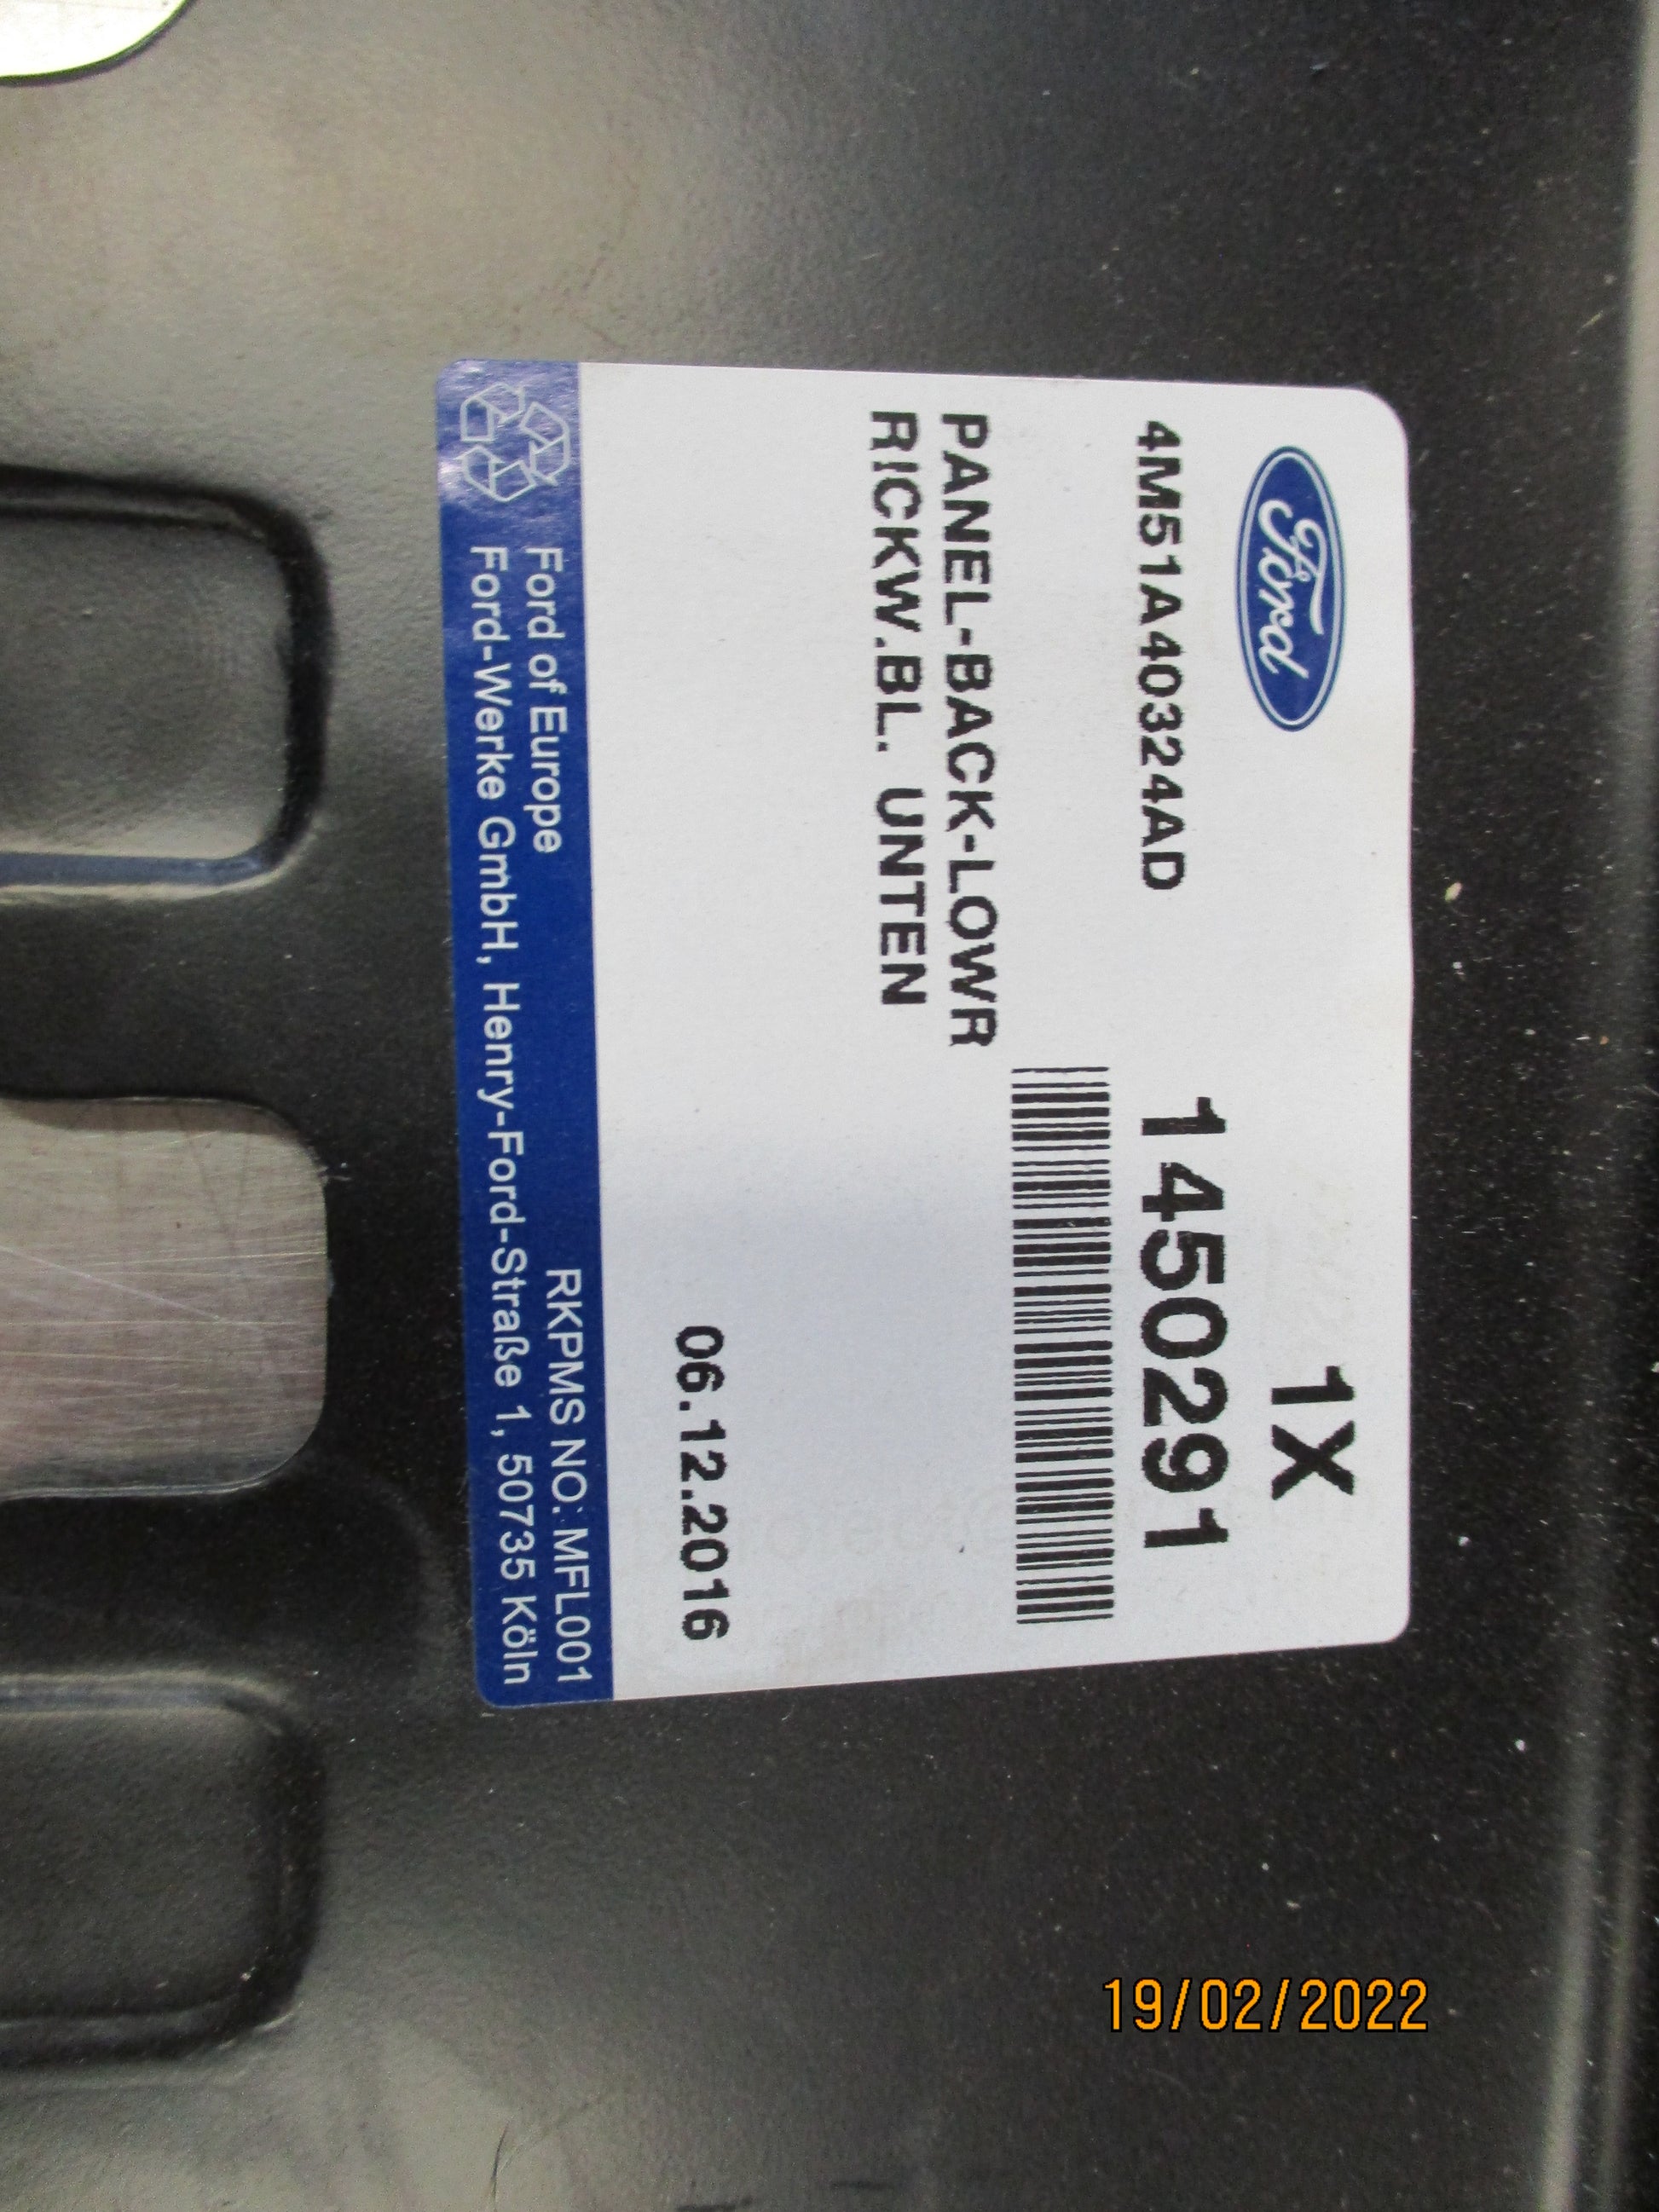 Ford
1X
4M51A40324AD
1450291
PANEL-BACK-LOWR
RICKW.BL. UNTEN
06.12.2016
Ford of Europe
RKPMS NO: MFL001
Ford-Werke GmbH, Henry-Ford-Straße 1, 50735 Köln
19/02/2022